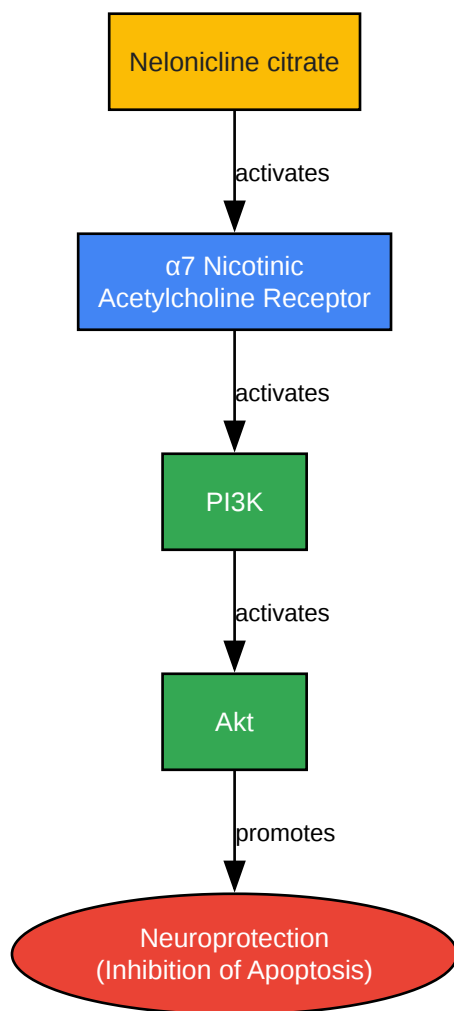 Nelonicline citrate
activates
α7 Nicotinic
Acetylcholine Receptor
activates
PI3K
activates
Akt
promotes
Neuroprotection
(Inhibition of Apoptosis)